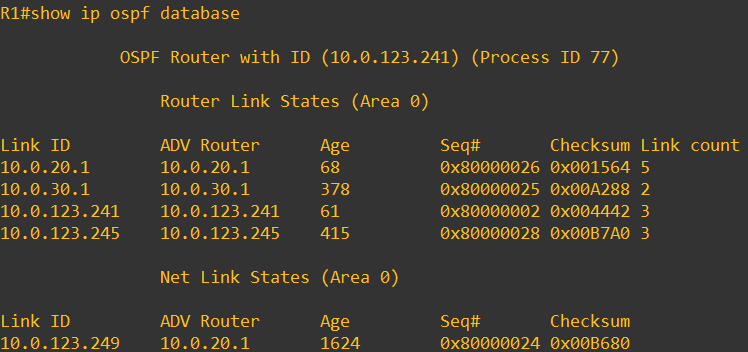 R1#show ip ospf database
OSPF Router with ID (10.0.123.241) (Process ID 77)
Router Link States (Area 0)
Link ID ADV Router Age Seq# Checksum Link count
10.0.20.1 10.0.20.1 68 0x80000026 0x001564 5
10.0.30.1 10.0.30.1 378 0x80000025 0x00A288 2
10.0.123.241 10.0.123.241 61 0x80000002 0x004442 3
10.0.123.245 10.0.123.245 415 0x80000028 0x00B7A0 3
Net Link States (Area 0)
Link ID ADV Router Age Seq# Checksum
10.0.123.249 10.0.20.1 1624 0x80000024 0x00B680